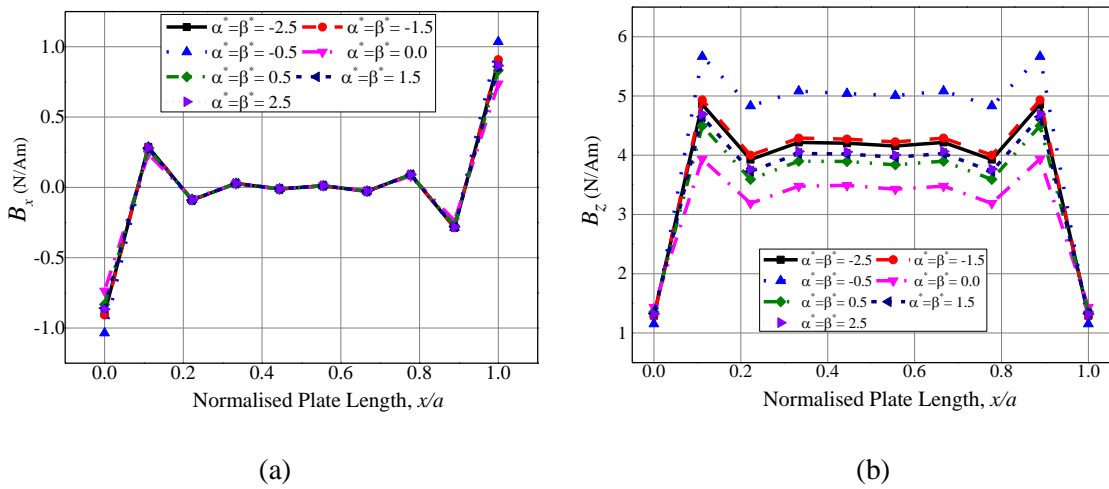 α*=β*= -2.5 α*=β*= -1.5
α*=β*= -0.5 α*=β*= 0.0
α*=β*= 0.5 α*=β*= 1.5
α*=β*= 2.5
1.0
0.5
0.0
-0.5
-1.0
B_x (N/Am)
0.0 0.2 0.4 0.6 0.8 1.0
Normalised Plate Length, x/a
(a)
6
5
4
3
2
1
B_z (N/Am)
α*=β*= -2.5 α*=β*= -1.5
α*=β*= -0.5 α*=β*= 0.0
α*=β*= 0.5 α*=β*= 1.5
α*=β*= 2.5
0.0 0.2 0.4 0.6 0.8 1.0
Normalised Plate Length, x/a
(b)